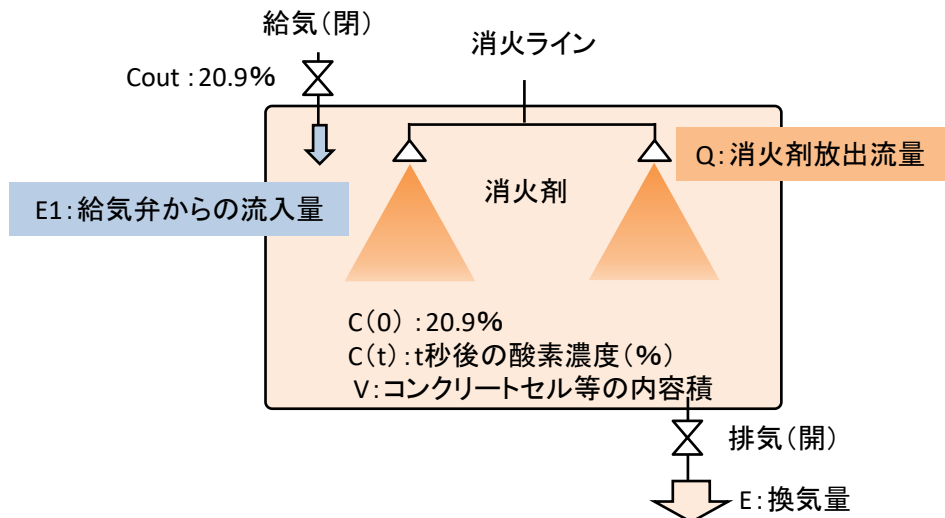 給気(閉)
消火ライン
Cout : 20.9%
Q:消火剤放出流量
消火剤
E1:給気弁からの流入量
C(0) :20.9%
C(t):t秒後の酸素濃度(%)
V:コンクリートセル等の内容積
排気(開)
E:換気量